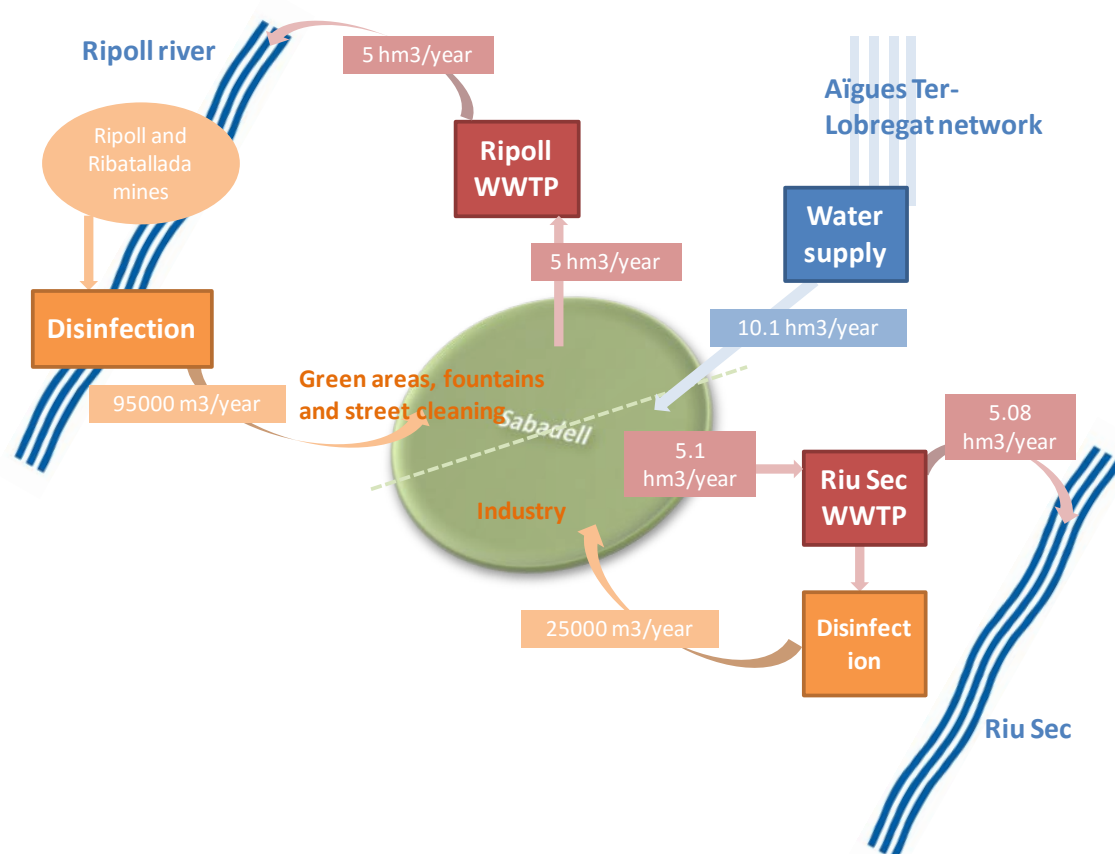 Ripoll river
5 hm3/year
Aïgues Ter-
Lobregat network
Ripoll and
Ribatallada
mines
Ripoll
WWTP
Water
supply
5 hm3/year
Disinfection
10.1 hm3/year
Green areas, fountains
and street cleaning
95000 m3/year
Sabadell
5.08
hm3/year
5.1
hm3/year
Riu Sec
WWTP
Industry
25000 m3/year
Disinfect
ion
Riu Sec